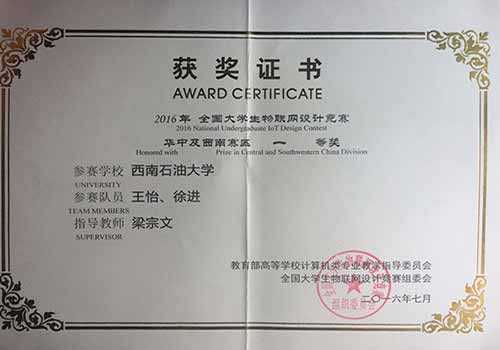 获奖证书
AWARD CERTIFICATE
2016年 全国大学生物联网设计竞赛
2016 National Undergraduate IoT Design Contest
华中及西南赛区 一 等奖
Honored with Prize in Central and Southwestern China Division
参赛学校 西南石油大学
UNIVERSITY
参赛队员 王怡、徐进
TEAM MEMBERS
指导教师 梁宗文
SUPERVISOR
教育部高等学校计算机类专业教学指导委员会
全国大学生物联网设计竞赛组委会
二〇一六年七月
组织委员会